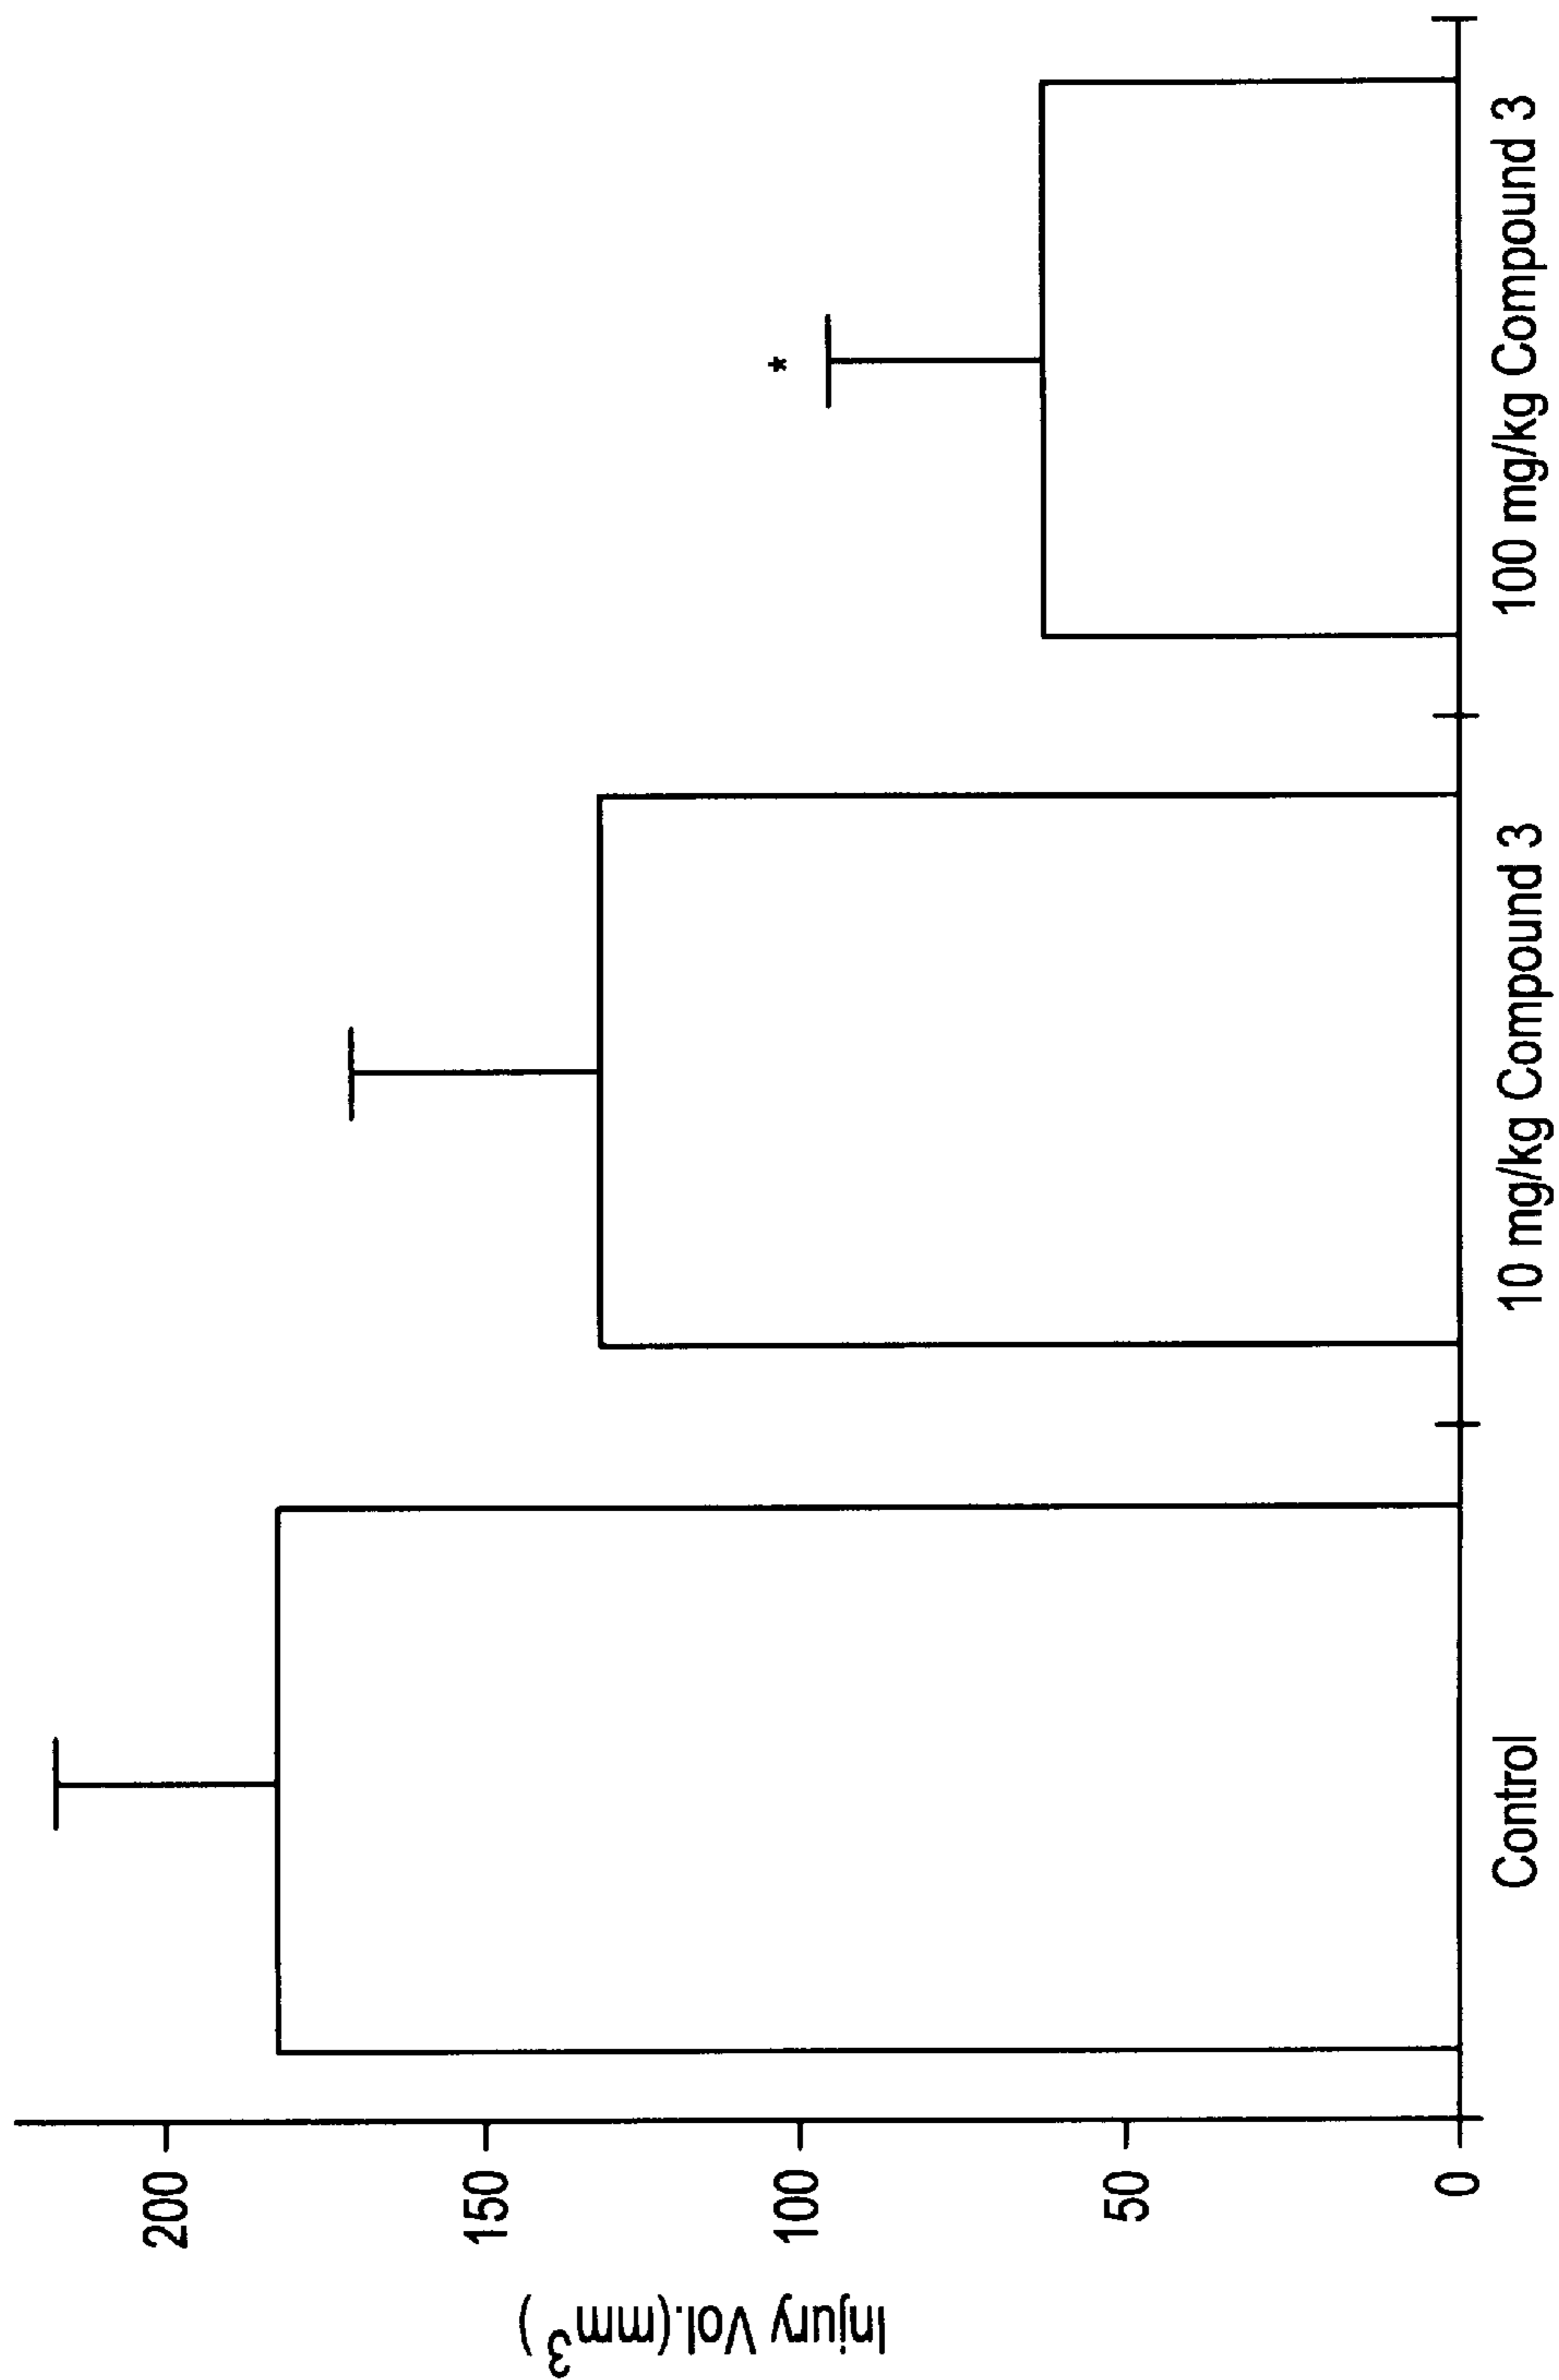 Injury Vol.(mm3)
200
150
100
50
0
Control
10 mg/kg Compound 3
100 mg/kg Compound 3
*